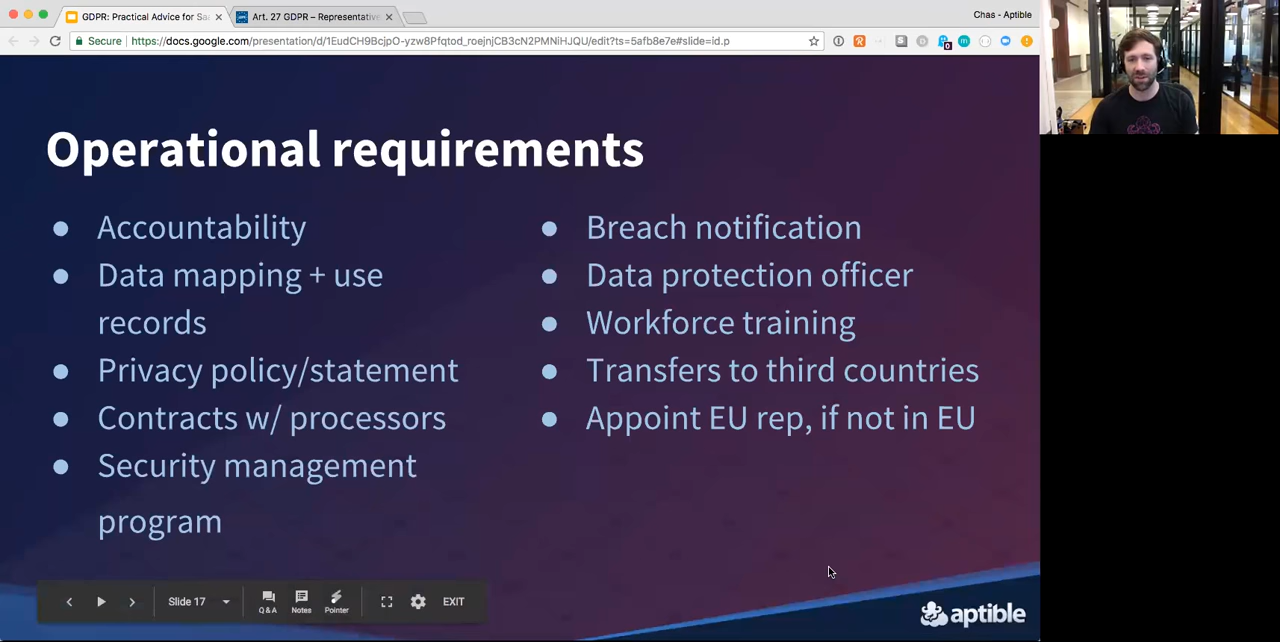 GDPR: Practical Advice for Sa
Art. 27 GDPR – Representative
Chas - Aptible
Secure
https://docs.google.com/presentation/d/1EudCH9BcjpO-yzw8Pfqtod_roejnjCB3cN2PMNiHJQU/edit?ts=5afb8e7e#slide=id.p
Operational requirements
● Accountability
● Data mapping + use
records
● Privacy policy/statement
● Contracts w/ processors
● Security management
program
● Breach notification
● Data protection officer
● Workforce training
● Transfers to third countries
● Appoint EU rep, if not in EU
Slide 17
Q & A
Notes
Pointer
EXIT
aptible